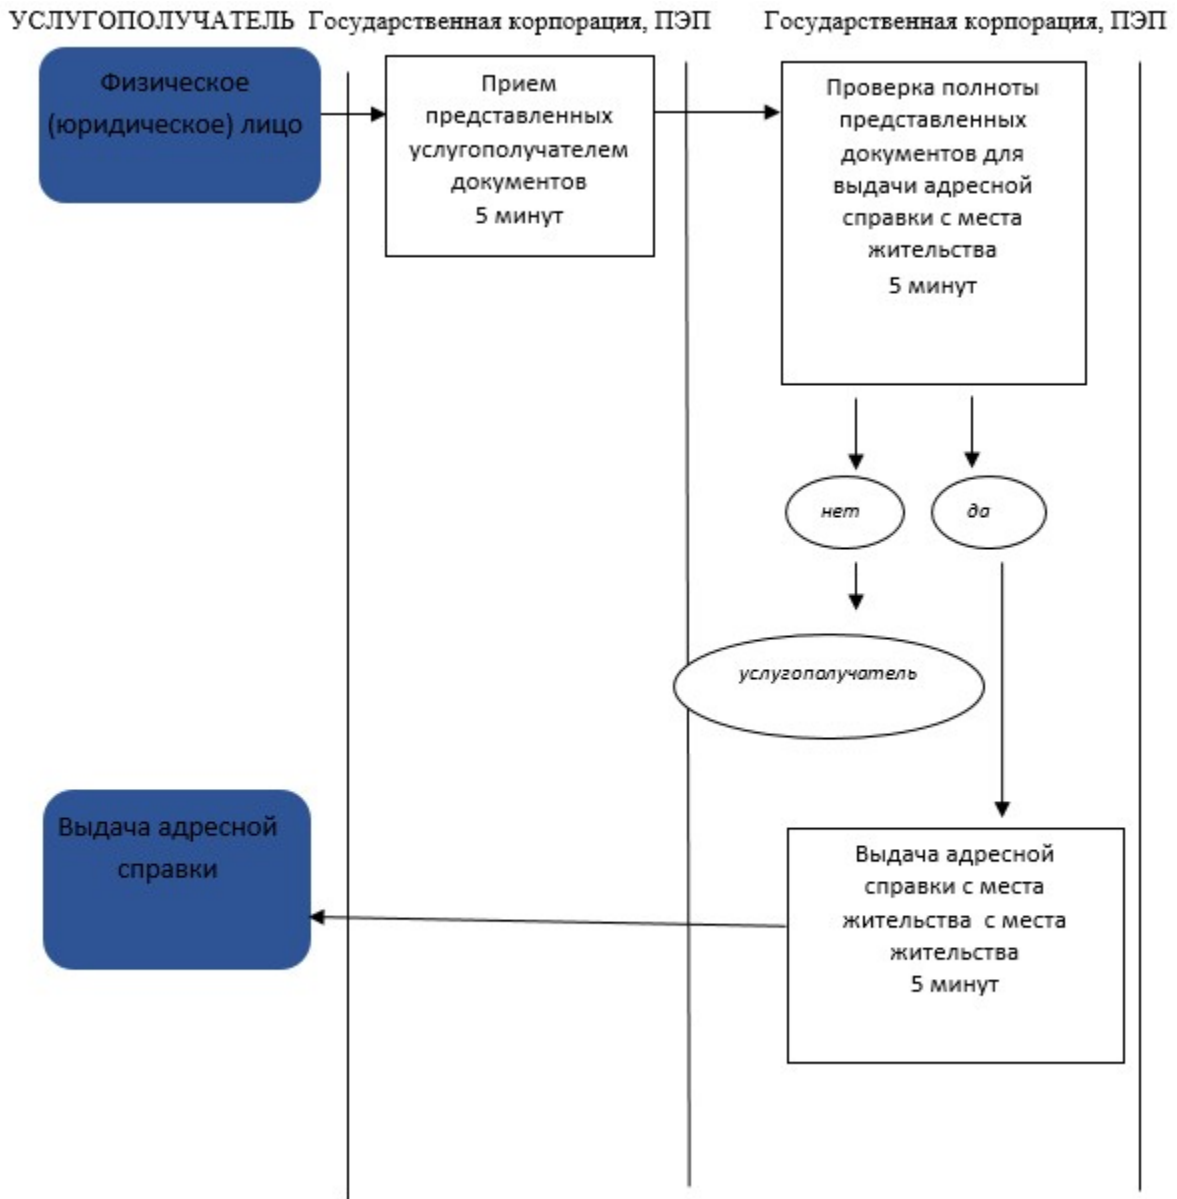 УСЛУГОПОЛУЧАТЕЛЬ Государственная корпорация, ПЭП Государственная корпорация, ПЭП
Физическое
(юридическое) лицо
Прием
представленных
услугополучателем
документов
5 минут
Проверка полноты
представленных
документов для
выдачи адресной
справки с места
жительства
5 минут
нет
да
услугополучатель
Выдача адресной
справки
Выдача адресной
справки с места
жительства с места
жительства
5 минут